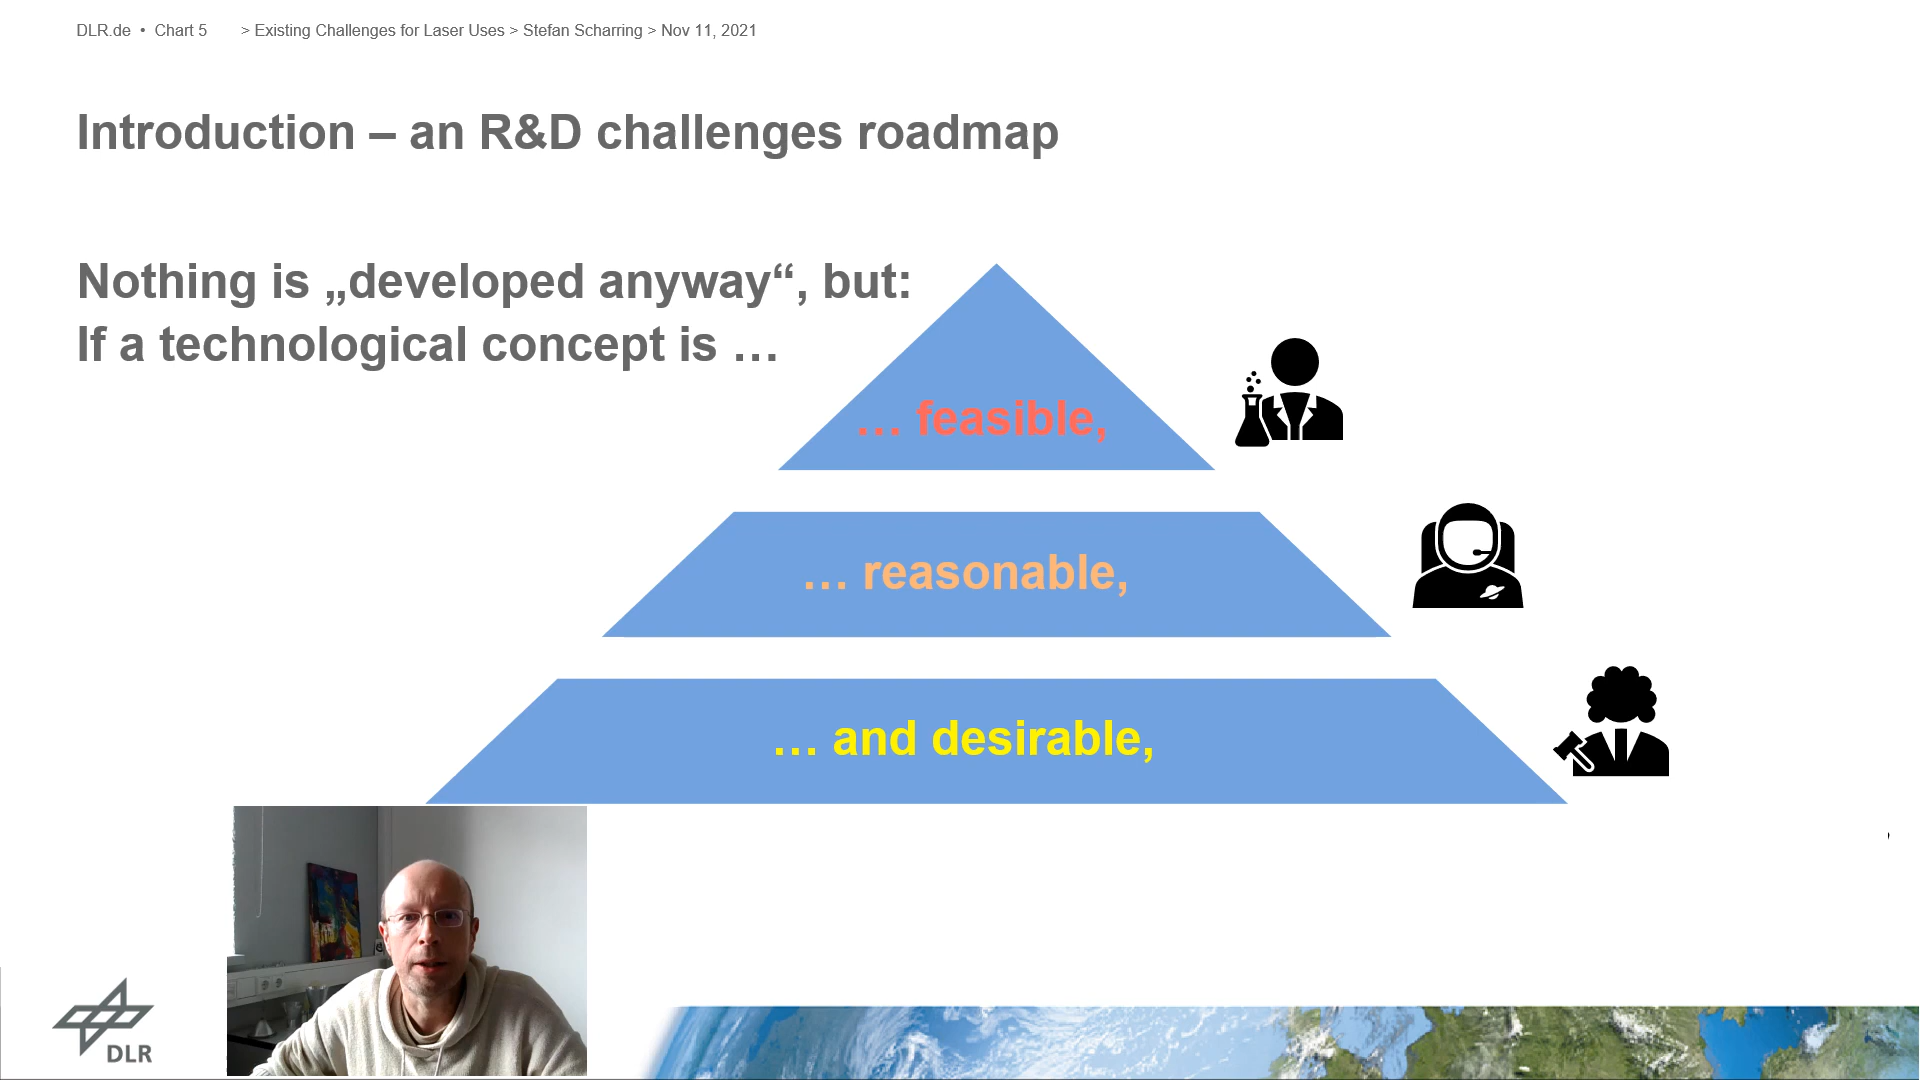 DLR.de • Chart 5 > Existing Challenges for Laser Uses > Stefan Scharring > Nov 11, 2021
Introduction – an R&D challenges roadmap
Nothing is „developed anyway“, but:
If a technological concept is …
… feasible,
… reasonable,
… and desirable,
DLR